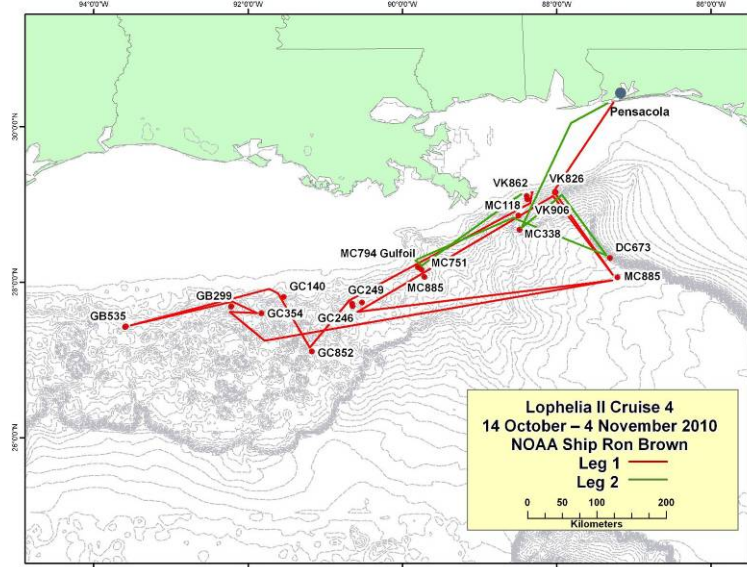 94°0'0"W 92°0'0"W 90°0'0"W 88°0'0"W 86°0'0"W
30°0'0"N
28°0'0"N
26°0'0"N
Pensacola
VK862
VK826
MC118
VK906
MC338
DC673
MC794 Gulfoil
MC751
MC885
MC885
GC140
GC249
GB299
GC354
GC246
GB535
GC852
Lophelia II Cruise 4
14 October – 4 November 2010
NOAA Ship Ron Brown
Leg 1
Leg 2
0 25 50 100 150 200
Kilometers